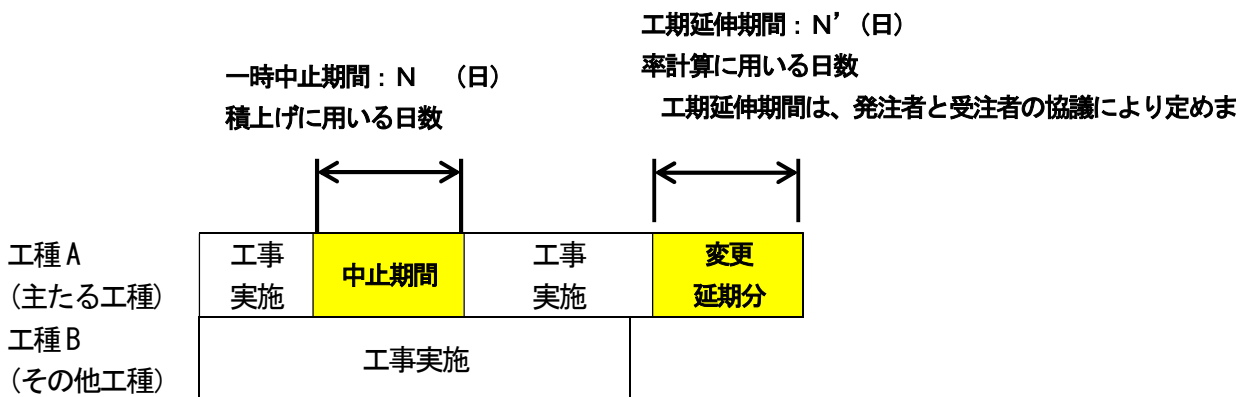 工期延伸期間：N’（日）
率計算に用いる日数
工期延伸期間は、発注者と受注者の協議により定めま
一時中止期間：N　（日）
積上げに用いる日数
工種A
（主たる工種）
工事
実施
中止期間
工事
実施
変更
延期分
工種B
（その他工種）
工事実施